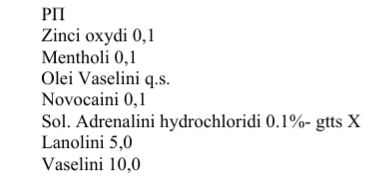 РП
Zinci oxydi 0,1
Mentholi 0,1
Olei Vaselini q.s.
Novocaini 0,1
Sol. Adrenalini hydrochloridi 0.1%- gtts X
Lanolini 5,0
Vaselini 10,0